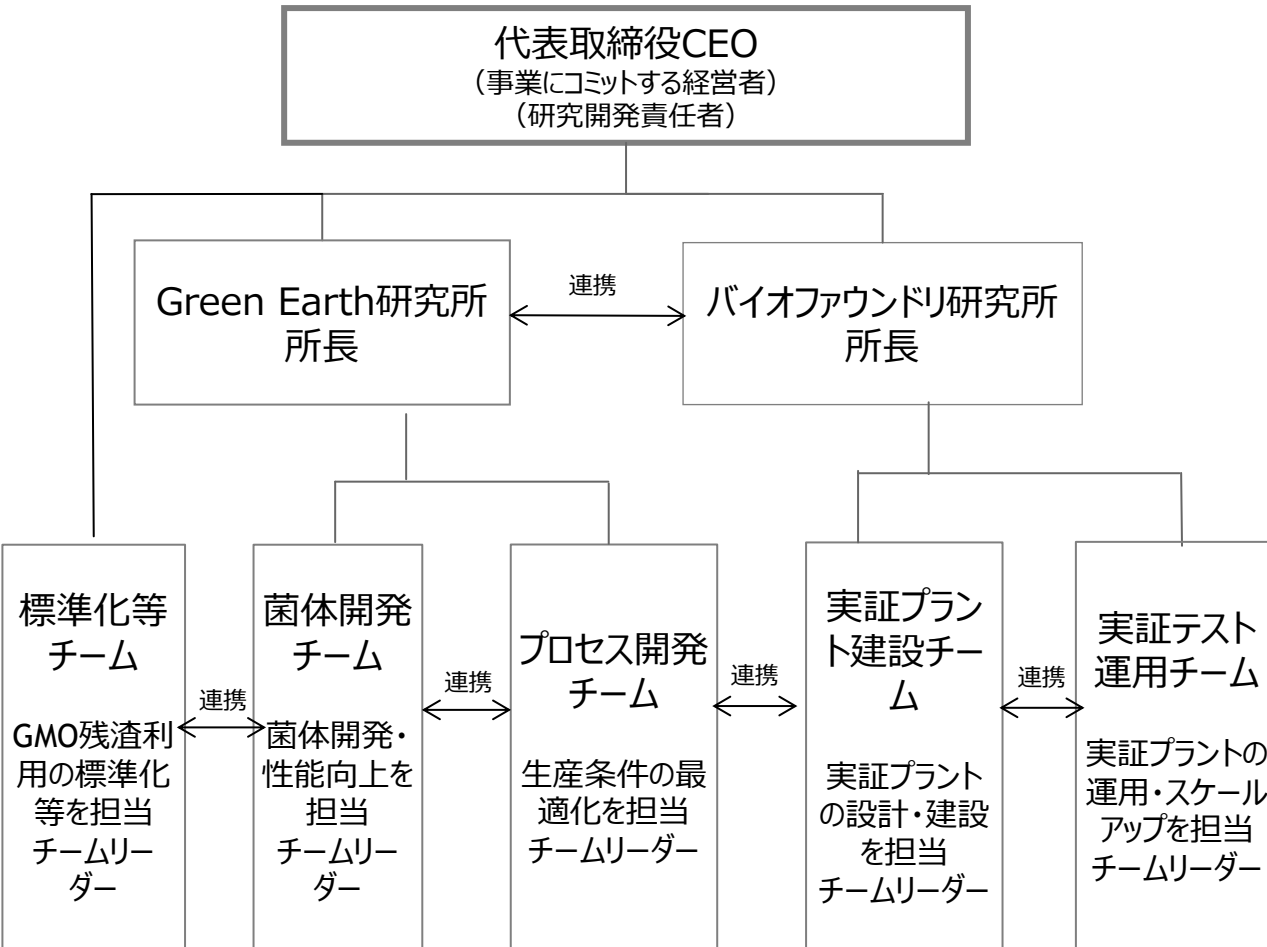 代表取締役CEO
（事業にコミットする経営者）
（研究開発責任者）
Green Earth研究所
所長
連携
バイオファウンドリ研究所
所長
標準化等
チーム
GMO残渣利
用の標準化
等を担当
チームリー
ダー
連携
菌体開発
チーム
菌体開発・
性能向上を
担当
チームリー
ダー
連携
プロセス開発
チーム
生産条件の最
適化を担当
チームリーダー
連携
実証プラン
ト建設チー
ム
実証プラント
の設計・建設
を担当
チームリーダー
連携
実証テスト
運用チーム
実証プラントの
運用・スケール
アップを担当
チームリーダー